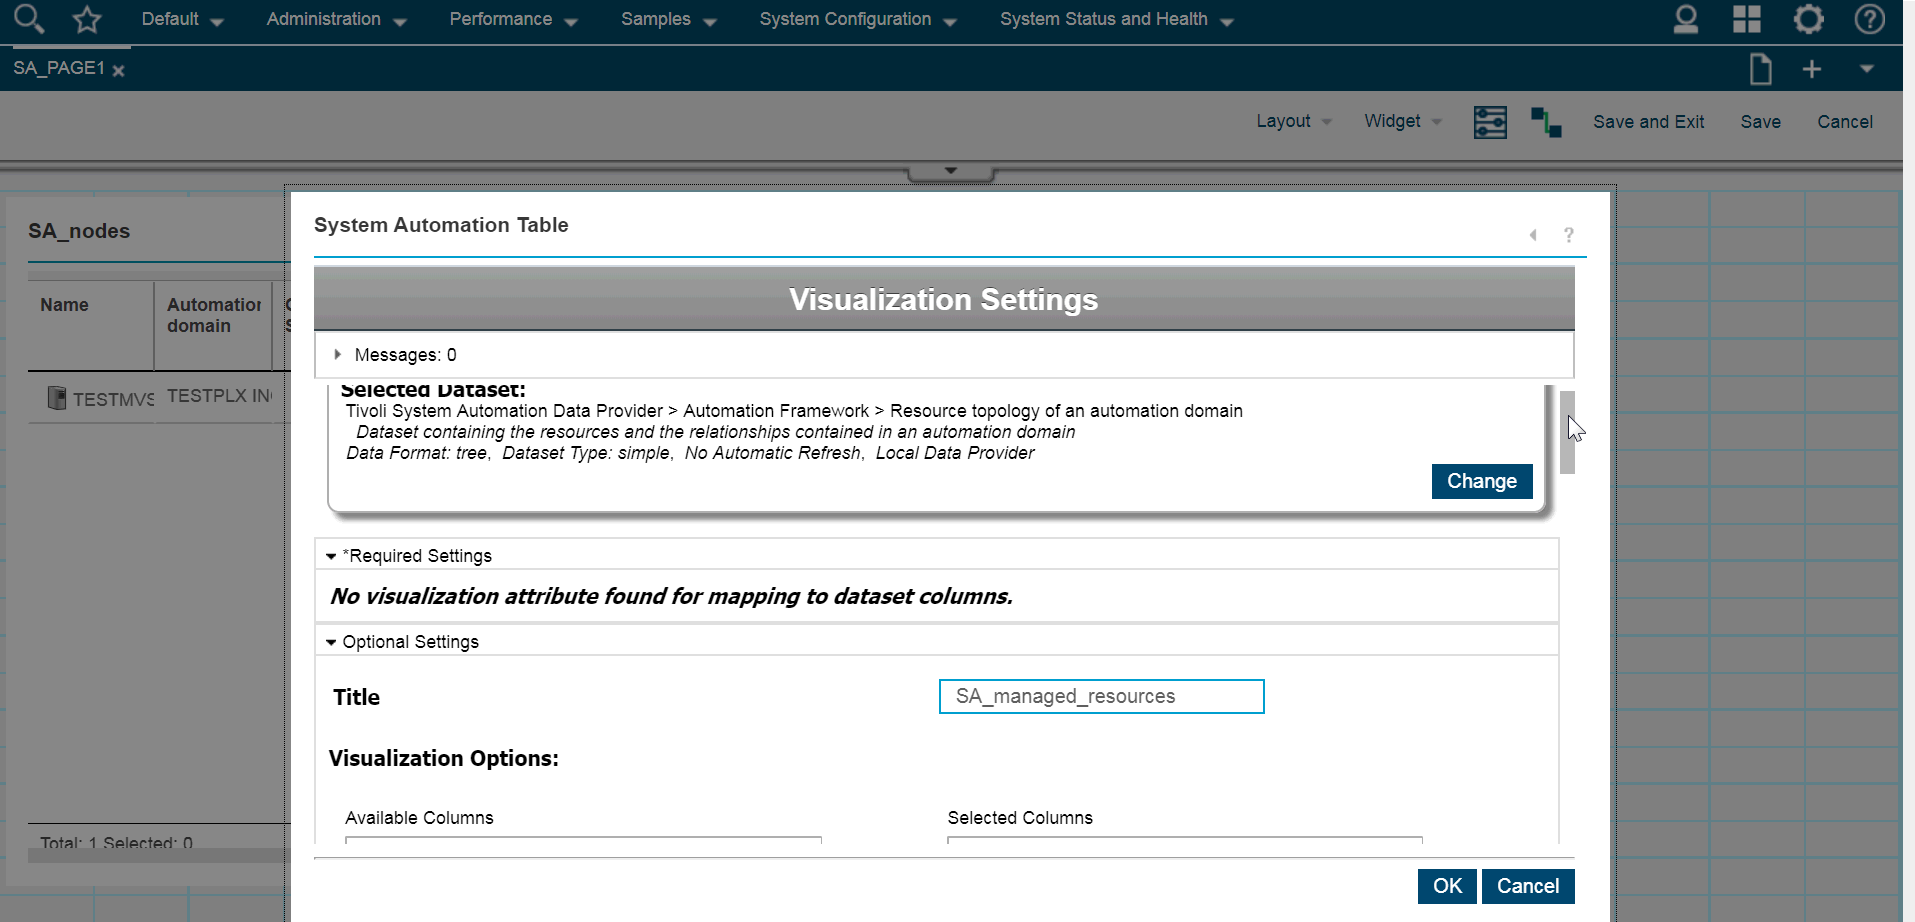 Default Administration Performance Samples System Configuration System Status and Health ?
SA_PAGE1 x
Layout Widget Save and Exit Save Cancel
SA_nodes
Name Automation domain
TESTMVS TESTPLX IN
Total: 1 Selected: 0
System Automation Table ?
Visualization Settings
Messages: 0
Selected Dataset:
Tivoli System Automation Data Provider > Automation Framework > Resource topology of an automation domain
Dataset containing the resources and the relationships contained in an automation domain
Data Format: tree, Dataset Type: simple, No Automatic Refresh, Local Data Provider
Change
*Required Settings
No visualization attribute found for mapping to dataset columns.
Optional Settings
Title SA_managed_resources
Visualization Options:
Available Columns Selected Columns
OK Cancel